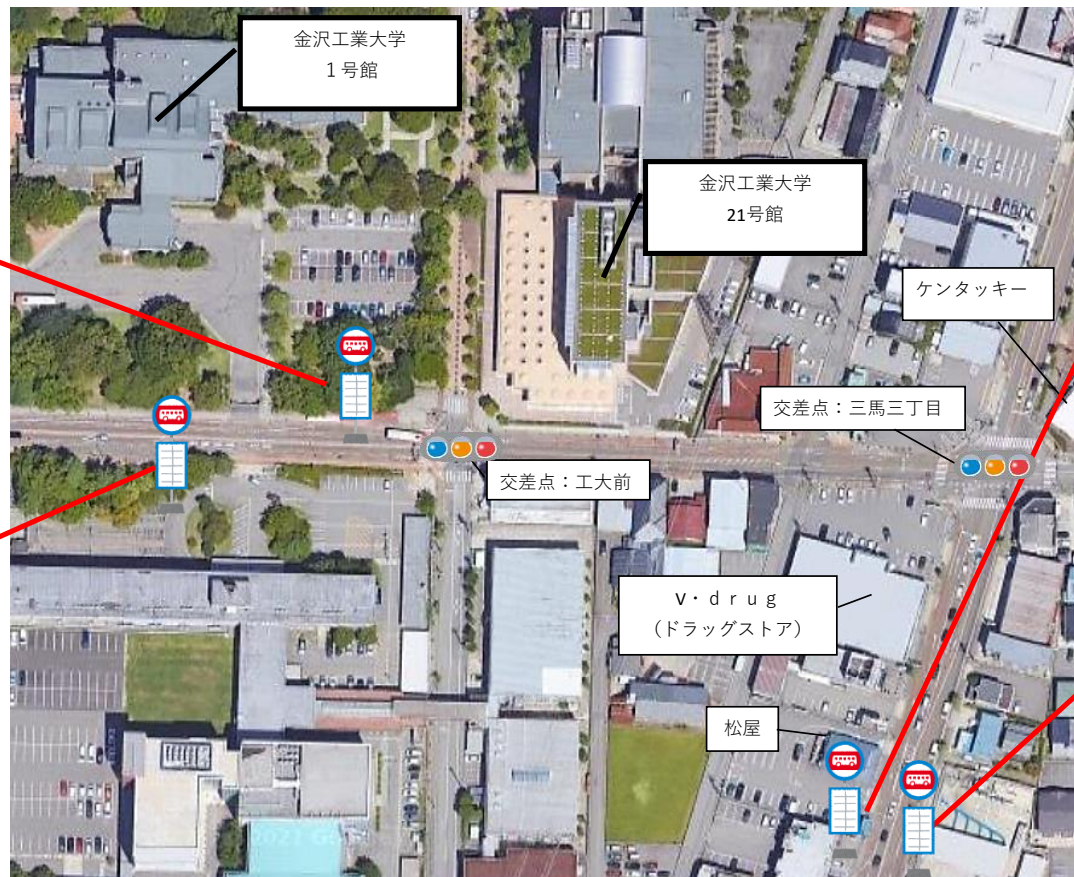 金沢工業大学
１号館
金沢工業大学
21号館
ケンタッキー
交差点：三馬三丁目
交差点：工大前
V・ｄｒｕｇ
(ドラッグストア)
松屋